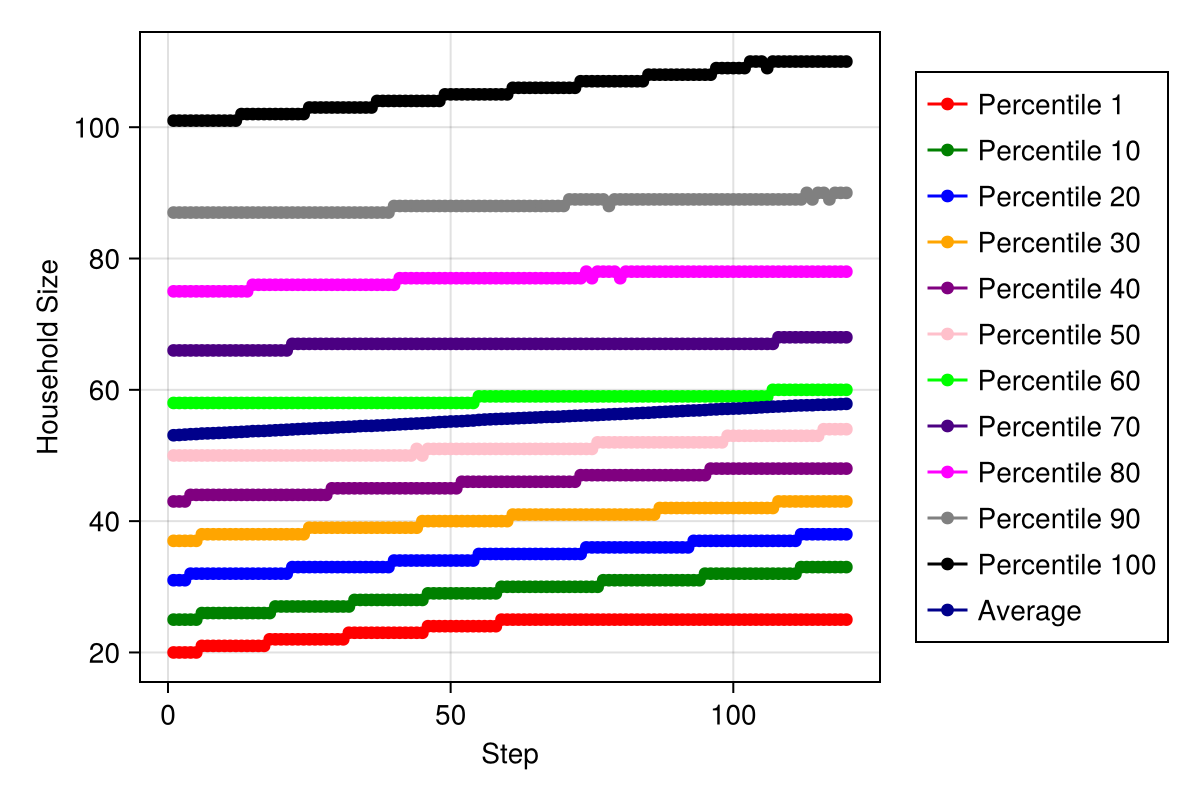 100
80
60
40
20
0
50
100
Household Size
Step
Percentile 1
Percentile 10
Percentile 20
Percentile 30
Percentile 40
Percentile 50
Percentile 60
Percentile 70
Percentile 80
Percentile 90
Percentile 100
Average